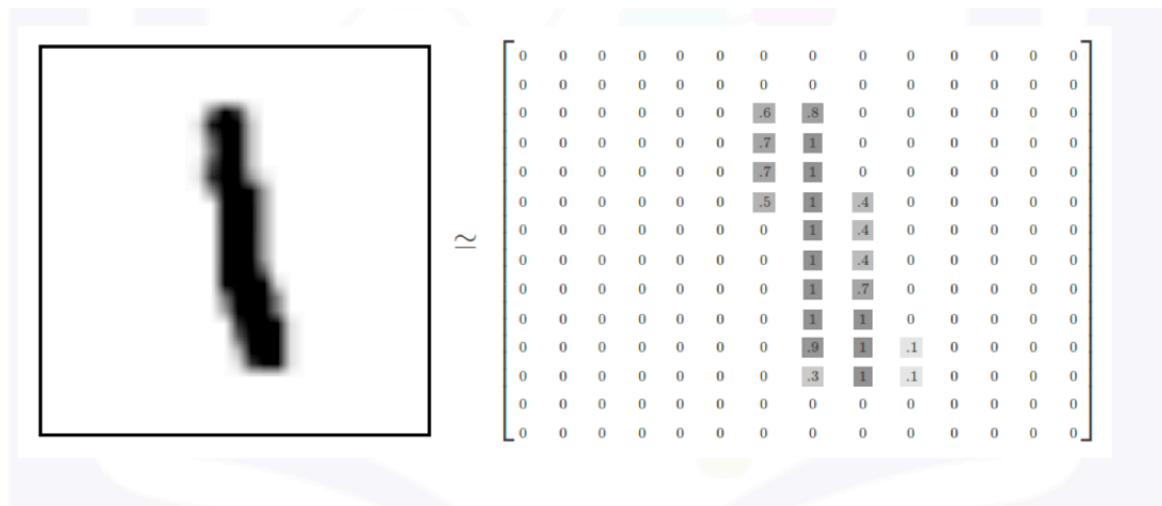 0 0 0 0 0 0 0 0 0 0 0 0 0 0
0 0 0 0 0 0 0 0 0 0 0 0 0 0
0 0 0 0 0 0 .6 .8 0 0 0 0 0 0
0 0 0 0 0 0 .7 1 0 0 0 0 0 0
0 0 0 0 0 0 .7 1 0 0 0 0 0 0
0 0 0 0 0 0 .5 1 .4 0 0 0 0 0
≃ 0 0 0 0 0 0 0 1 .4 0 0 0 0 0
0 0 0 0 0 0 0 1 .4 0 0 0 0 0
0 0 0 0 0 0 0 1 .7 0 0 0 0 0
0 0 0 0 0 0 0 1 1 0 0 0 0 0
0 0 0 0 0 0 0 .9 1 .1 0 0 0 0
0 0 0 0 0 0 0 .3 1 .1 0 0 0 0
0 0 0 0 0 0 0 0 0 0 0 0 0 0
0 0 0 0 0 0 0 0 0 0 0 0 0 0